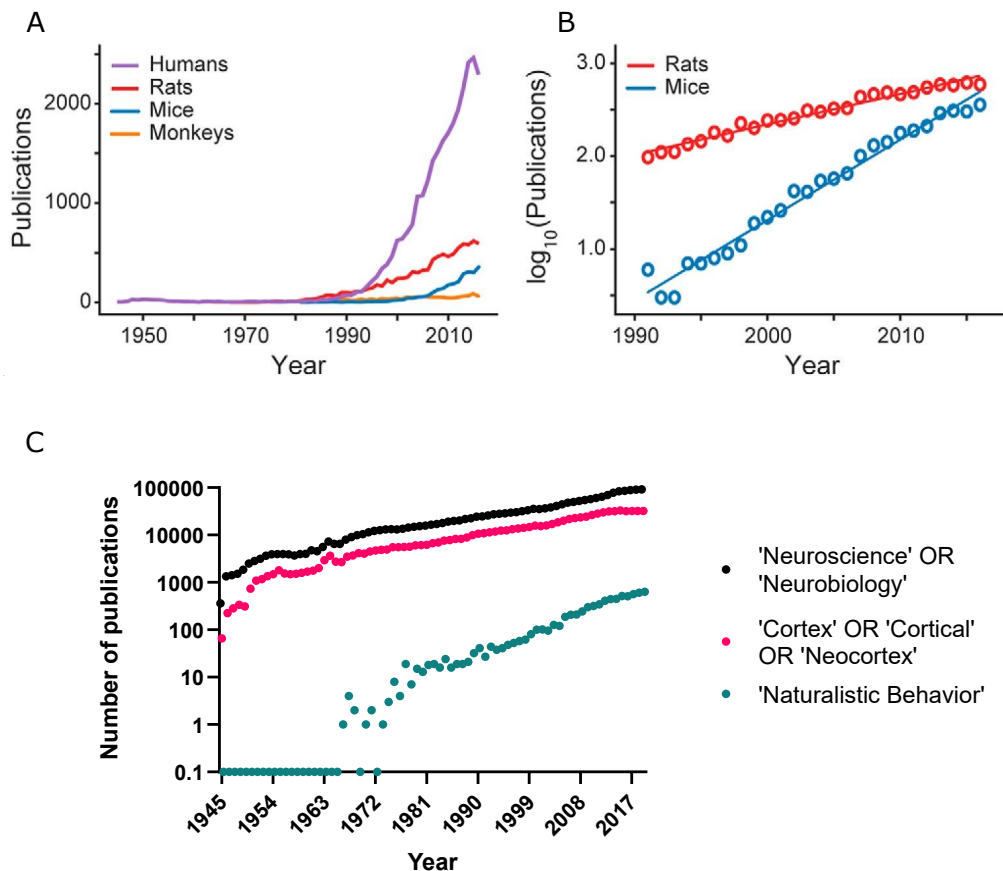 A
Humans
Rats
Mice
Monkeys
2000
1000
0
Publications
1950
1970
1990
2010
Year
B
3.0
Rats
Mice
2.0
1.0
log10(Publications)
1990
2000
2010
Year
C
100000
10000
1000
100
10
1
0.1
Number of publications
1945
1954
1963
1972
1981
1990
1999
2008
2017
Year
'Neuroscience' OR
'Neurobiology'
'Cortex' OR 'Cortical'
OR 'Neocortex'
'Naturalistic Behavior'